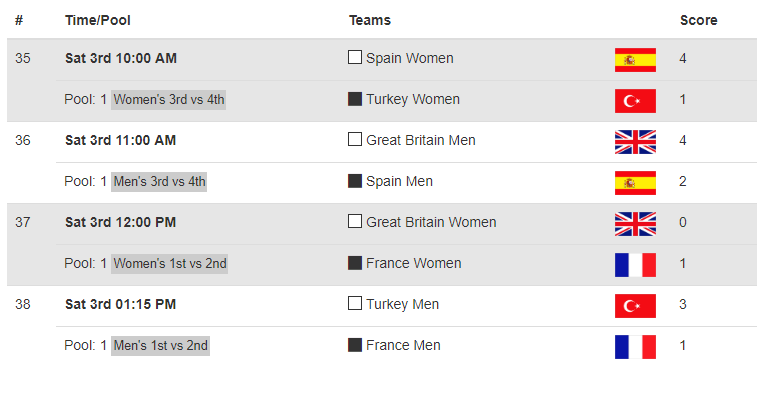 # Time/Pool Teams Score
35 Sat 3rd 10:00 AM Spain Women 4
Pool: 1 Women's 3rd vs 4th Turkey Women 1
36 Sat 3rd 11:00 AM Great Britain Men 4
Pool: 1 Men's 3rd vs 4th Spain Men 2
37 Sat 3rd 12:00 PM Great Britain Women 0
Pool: 1 Women's 1st vs 2nd France Women 1
38 Sat 3rd 01:15 PM Turkey Men 3
Pool: 1 Men's 1st vs 2nd France Men 1